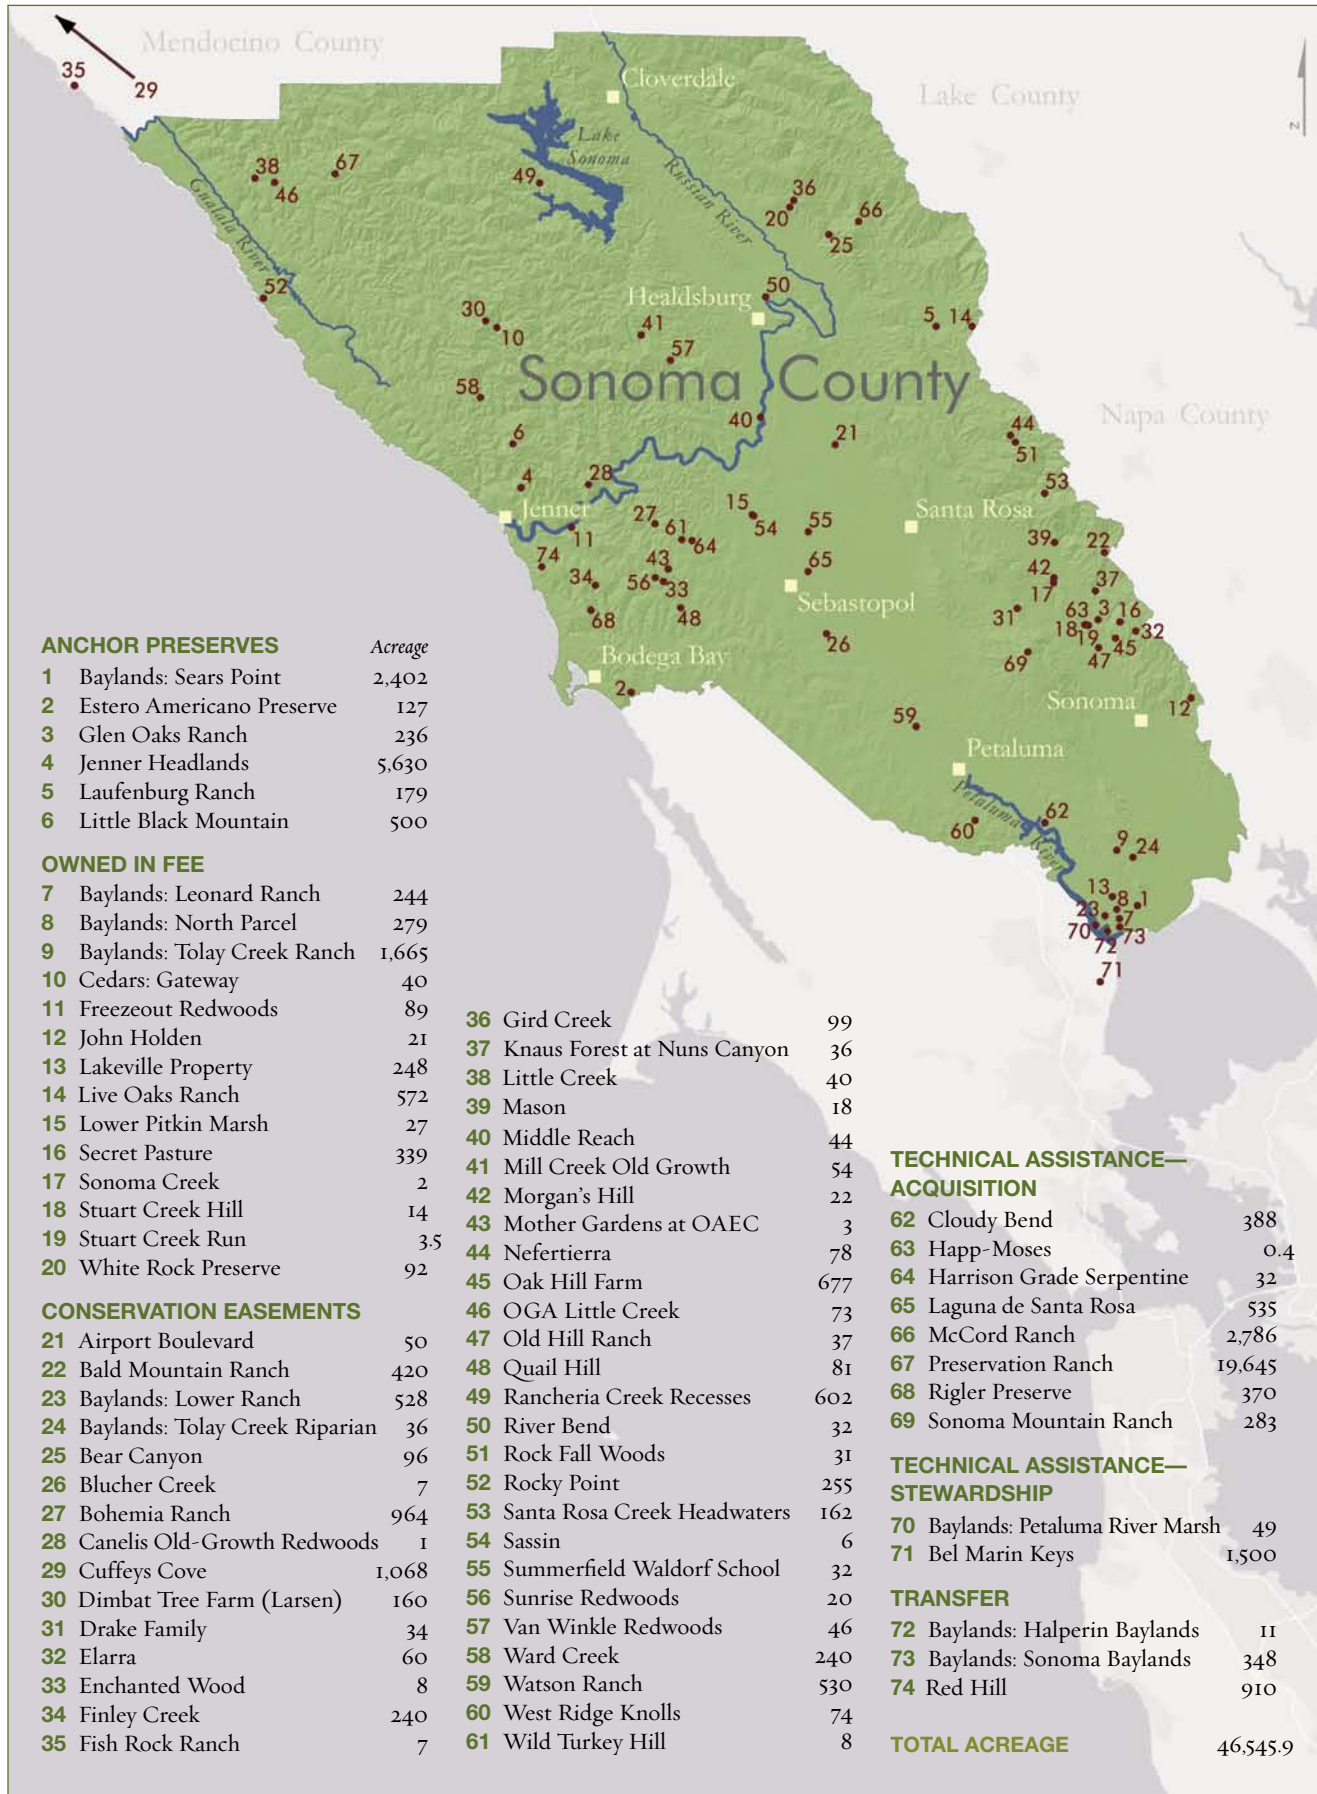 Mendocino County
Lake County
Napa County
Sonoma County
N
Cloverdale
Lake
Sonoma
Russian River
Gualala River
Healdsburg
Jenner
Santa Rosa
Sebastopol
Bodega Bay
Sonoma
Petaluma
Petaluma River
35
29
38
46
67
49
36
20
66
25
52
50
30
10
41
57
5
14
58
40
21
44
51
6
4
28
53
15
54
55
27
61
64
11
39
22
74
43
65
42
17
37
34
56
33
31
63
3
16
68
48
18
19
32
26
45
69
47
2
12
59
60
62
9
24
13
8
1
23
7
70
72
73
71
ANCHOR PRESERVES Acreage
1 Baylands: Sears Point 2,402
2 Estero Americano Preserve 127
3 Glen Oaks Ranch 236
4 Jenner Headlands 5,630
5 Laufenburg Ranch 179
6 Little Black Mountain 500
OWNED IN FEE
7 Baylands: Leonard Ranch 244
8 Baylands: North Parcel 279
9 Baylands: Tolay Creek Ranch 1,665
10 Cedars: Gateway 40
11 Freezeout Redwoods 89
12 John Holden 21
13 Lakeville Property 248
14 Live Oaks Ranch 572
15 Lower Pitkin Marsh 27
16 Secret Pasture 339
17 Sonoma Creek 2
18 Stuart Creek Hill 14
19 Stuart Creek Run 3.5
20 White Rock Preserve 92
CONSERVATION EASEMENTS
21 Airport Boulevard 50
22 Bald Mountain Ranch 420
23 Baylands: Lower Ranch 528
24 Baylands: Tolay Creek Riparian 36
25 Bear Canyon 96
26 Blucher Creek 7
27 Bohemia Ranch 964
28 Canelis Old-Growth Redwoods 1
29 Cuffeys Cove 1,068
30 Dimbat Tree Farm (Larsen) 160
31 Drake Family 34
32 Elarra 60
33 Enchanted Wood 8
34 Finley Creek 240
35 Fish Rock Ranch 7
36 Gird Creek 99
37 Knaus Forest at Nuns Canyon 36
38 Little Creek 40
39 Mason 18
40 Middle Reach 44
41 Mill Creek Old Growth 54
42 Morgan's Hill 22
43 Mother Gardens at OAEC 3
44 Nefertierra 78
45 Oak Hill Farm 677
46 OGA Little Creek 73
47 Old Hill Ranch 37
48 Quail Hill 81
49 Rancheria Creek Recesses 602
50 River Bend 32
51 Rock Fall Woods 31
52 Rocky Point 255
53 Santa Rosa Creek Headwaters 162
54 Sassin 6
55 Summerfield Waldorf School 32
56 Sunrise Redwoods 20
57 Van Winkle Redwoods 46
58 Ward Creek 240
59 Watson Ranch 530
60 West Ridge Knolls 74
61 Wild Turkey Hill 8
TECHNICAL ASSISTANCE—
ACQUISITION
62 Cloudy Bend 388
63 Happ-Moses 0.4
64 Harrison Grade Serpentine 32
65 Laguna de Santa Rosa 535
66 McCord Ranch 2,786
67 Preservation Ranch 19,645
68 Rigler Preserve 370
69 Sonoma Mountain Ranch 283
TECHNICAL ASSISTANCE—
STEWARDSHIP
70 Baylands: Petaluma River Marsh 49
71 Bel Marin Keys 1,500
TRANSFER
72 Baylands: Halperin Baylands 11
73 Baylands: Sonoma Baylands 348
74 Red Hill 910
TOTAL ACREAGE 46,545.9